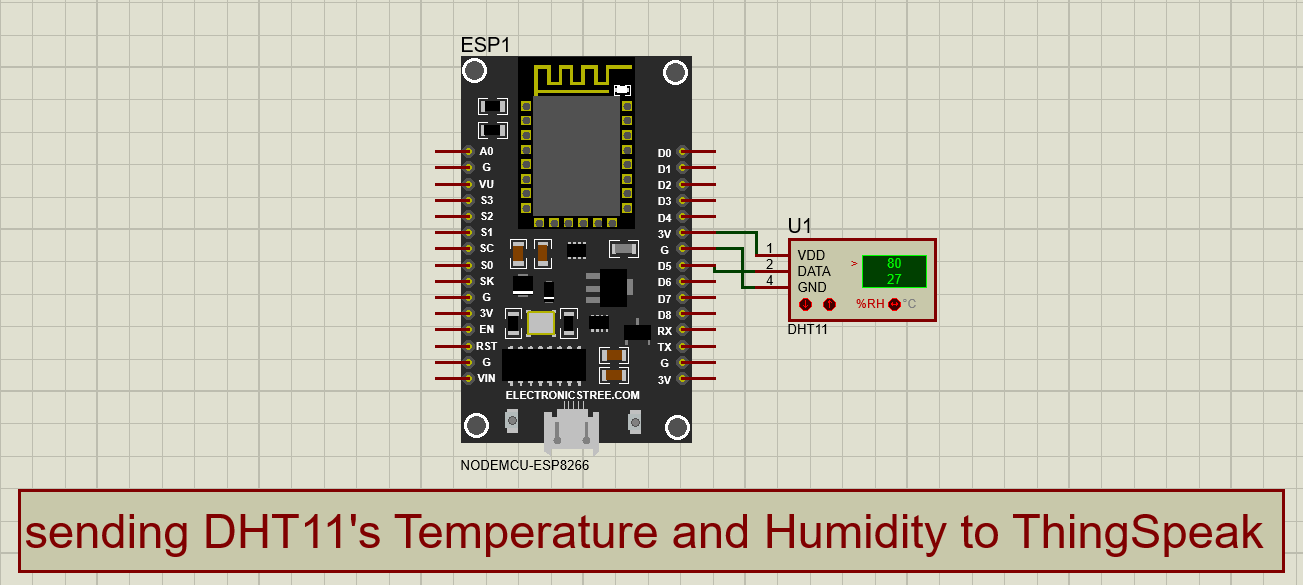 ESP1
A0
G
VU
S3
S2
S1
SC
S0
SK
G
3V
EN
RST
G
VIN
D0
D1
D2
D3
D4
3V
G
D5
D6
D7
D8
RX
TX
G
3V
ELECTRONICSTREE.COM
NODEMCU-ESP8266
U1
1 VDD
2 DATA
4 GND
> 80
27
%RH °C
DHT11
sending DHT11's Temperature and Humidity to ThingSpeak